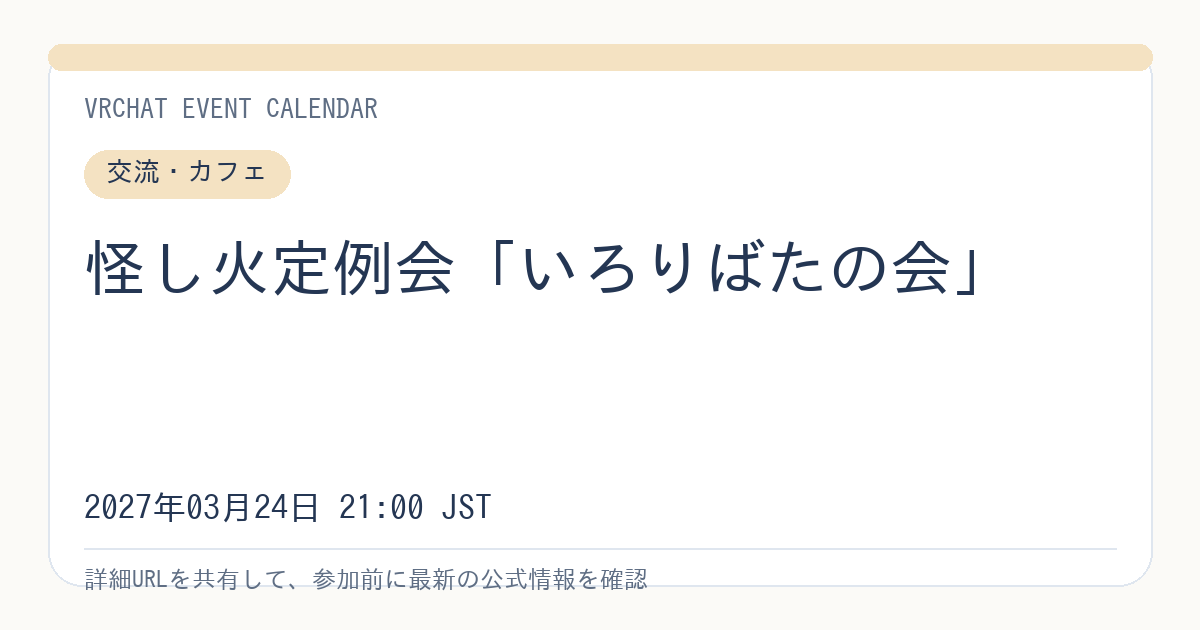 VRCHAT EVENT CALENDAR
交流・カフェ
怪し火定例会「いろりばたの会」
2027年03月24日 21:00 JST
詳細URLを共有して、参加前に最新の公式情報を確認